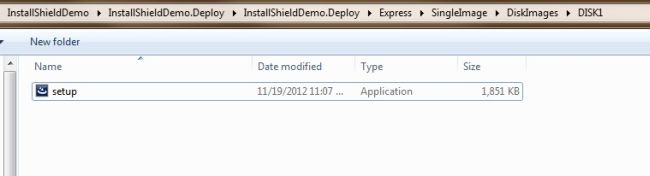 InstallShieldDemo ▸ InstallShieldDemo.Deploy ▸ InstallShieldDemo.Deploy ▸ Express ▸ SingleImage ▸ DiskImages ▸ DISK1
New folder
Name Date modified Type Size
setup 11/19/2012 11:07 ... Application 1,851 KB